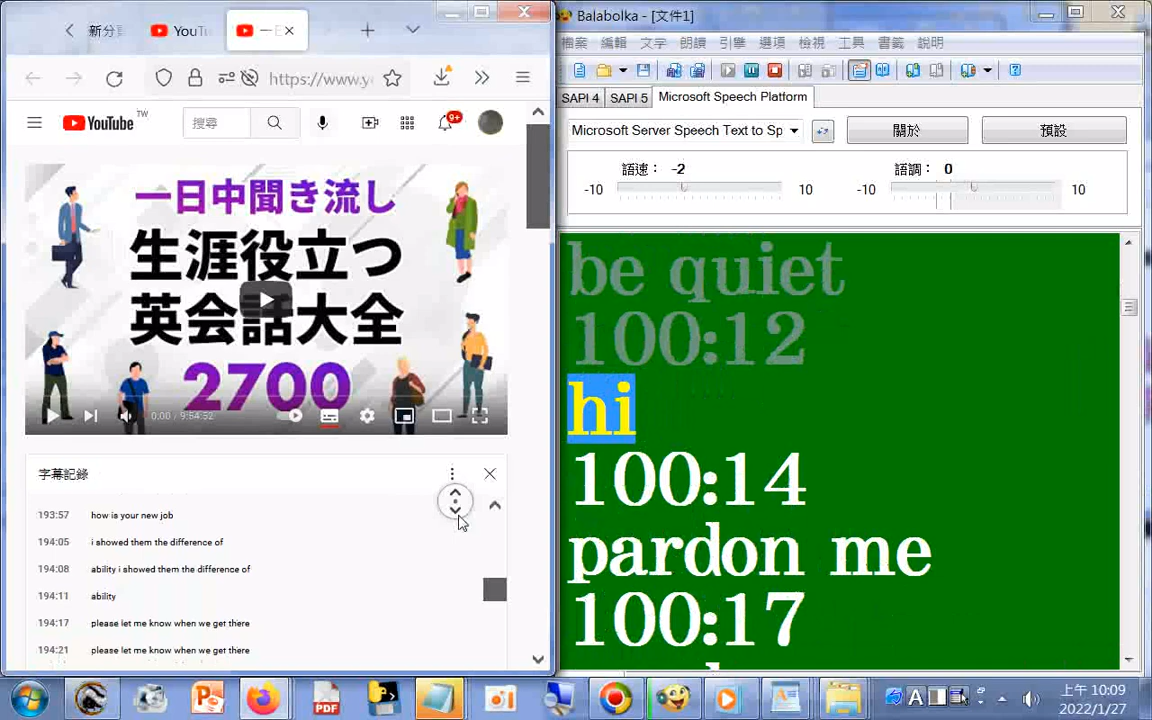 新分
YouTu
一E
https://www.y
YouTube TW
搜尋
9+
一日中聞き流し
生涯役立つ
英会話大全
2700
0:00 / 9:54:52
字幕記錄
193:57 how is your new job
194:05 i showed them the difference of
194:08 ability i showed them the difference of
194:11 ability
194:17 please let me know when we get there
194:21 please let me know when we get there
Balabolka - [文件1]
檔案 編輯 文字 朗讀 引擎 選項 檢視 工具 書籤 說明
SAPI 4 SAPI 5 Microsoft Speech Platform
Microsoft Server Speech Text to Sp
關於
預設
語速： -2
-10 10
語調： 0
-10 10
be quiet
100:12
hi
100:14
pardon me
100:17
PDF
A
上午 10:09
2022/1/27